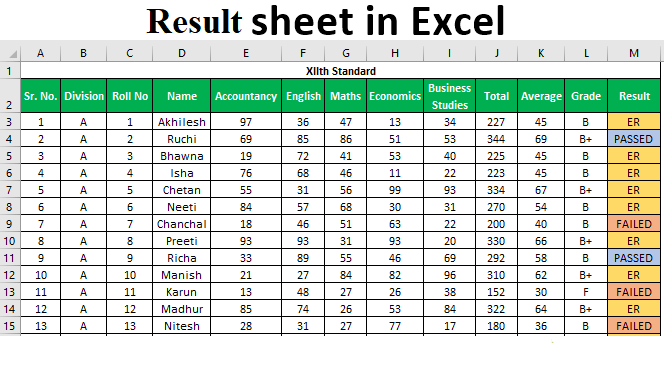 Result sheet in Excel
A B C D E F G H I J K L M
1 XIIth Standard
2 Sr. No. Division Roll No Name Accountancy English Maths Economics Business Studies Total Average Grade Result
3 1 A 1 Akhilesh 97 36 47 13 34 227 45 B ER
4 2 A 2 Ruchi 69 85 86 51 53 344 69 B+ PASSED
5 3 A 3 Bhawna 19 72 41 53 40 225 45 B ER
6 4 A 4 Isha 76 68 46 11 22 223 45 B ER
7 5 A 5 Chetan 55 31 56 99 93 334 67 B+ ER
8 6 A 6 Neeti 84 57 68 30 31 270 54 B ER
9 7 A 7 Chanchal 18 46 51 63 22 200 40 B FAILED
10 8 A 8 Preeti 93 93 31 93 20 330 66 B+ ER
11 9 A 9 Richa 33 89 55 46 69 292 58 B PASSED
12 10 A 10 Manish 21 27 84 82 96 310 62 B+ ER
13 11 A 11 Karun 13 48 27 26 38 152 30 F FAILED
14 12 A 12 Madhur 85 74 26 53 84 322 64 B+ ER
15 13 A 13 Nitesh 28 31 27 77 17 180 36 B FAILED